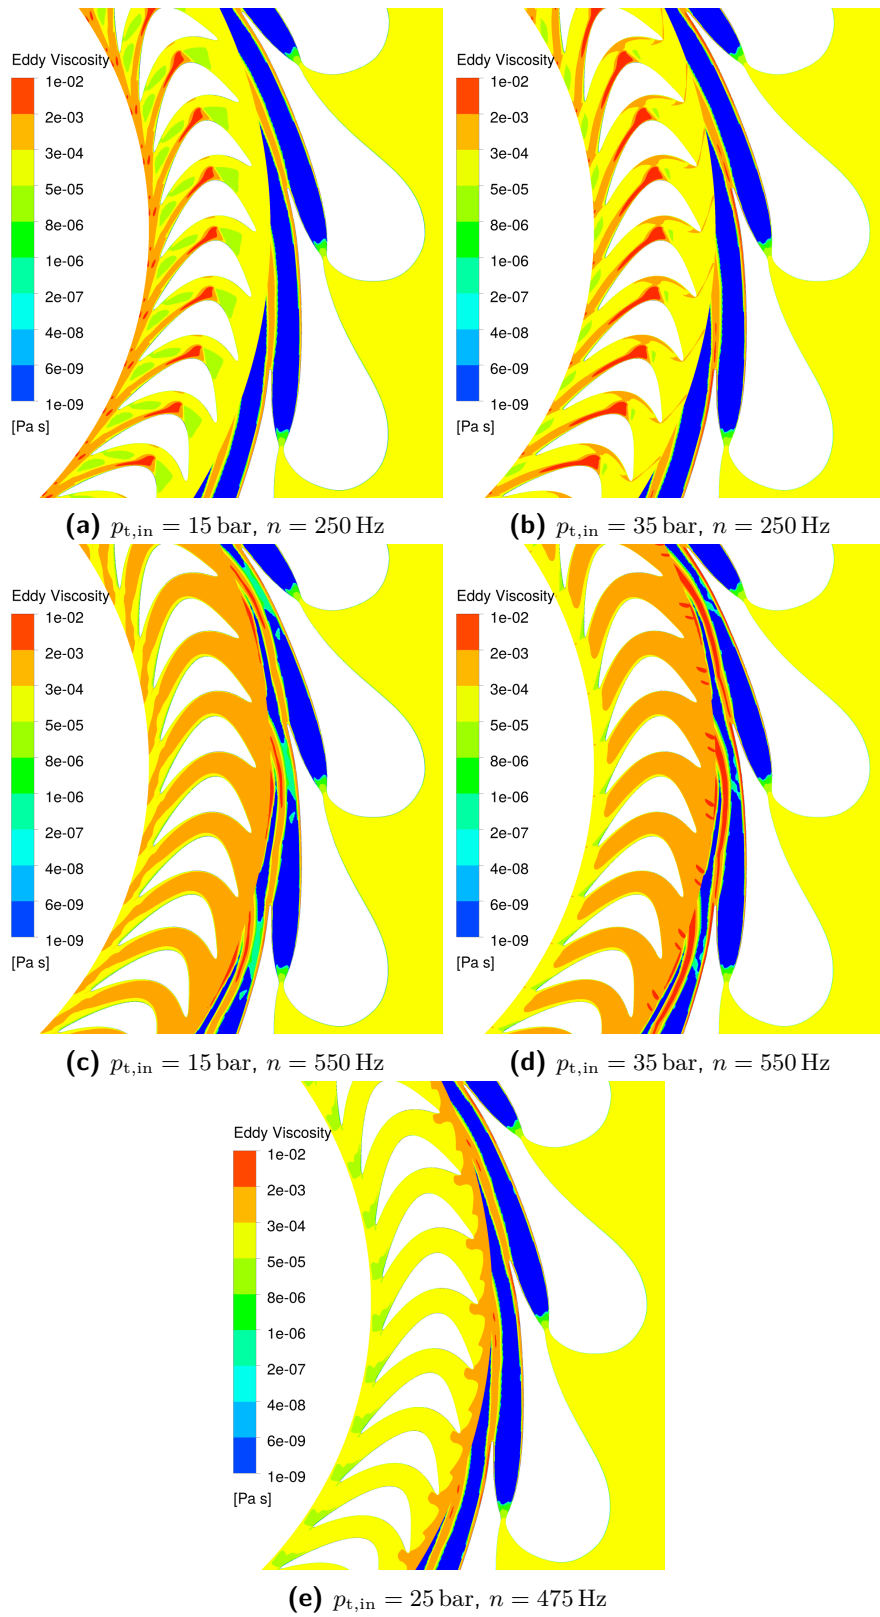 Eddy Viscosity
1e-02
2e-03
3e-04
5e-05
8e-06
1e-06
2e-07
4e-08
6e-09
1e-09
[Pa s]
(a) p_t,in = 15 bar, n = 250 Hz
Eddy Viscosity
1e-02
2e-03
3e-04
5e-05
8e-06
1e-06
2e-07
4e-08
6e-09
1e-09
[Pa s]
(b) p_t,in = 35 bar, n = 250 Hz
Eddy Viscosity
1e-02
2e-03
3e-04
5e-05
8e-06
1e-06
2e-07
4e-08
6e-09
1e-09
[Pa s]
(c) p_t,in = 15 bar, n = 550 Hz
Eddy Viscosity
1e-02
2e-03
3e-04
5e-05
8e-06
1e-06
2e-07
4e-08
6e-09
1e-09
[Pa s]
(d) p_t,in = 35 bar, n = 550 Hz
Eddy Viscosity
1e-02
2e-03
3e-04
5e-05
8e-06
1e-06
2e-07
4e-08
6e-09
1e-09
[Pa s]
(e) p_t,in = 25 bar, n = 475 Hz